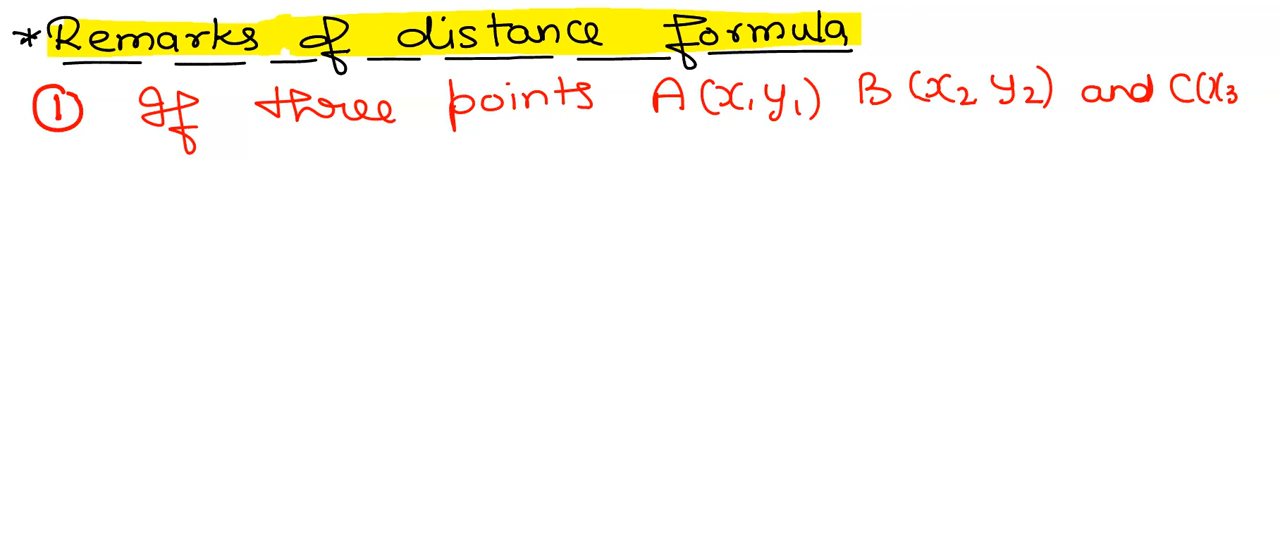 *Remarks of distance formula
① If three points A(x₁ y₁) B (x₂ y₂) and C(x₃